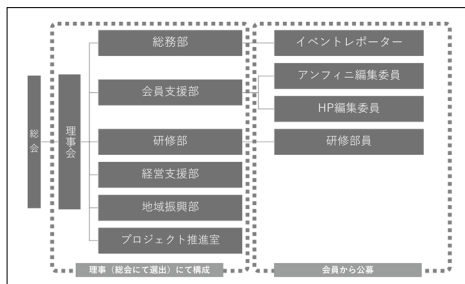 総会
理事会
総務部
会員支援部
研修部
経営支援部
地域振興部
プロジェクト推進室
イベントレポーター
アンフィニ編集委員
HP編集委員
研修部員
理事(総会にて選出)にて構成
会員から公募